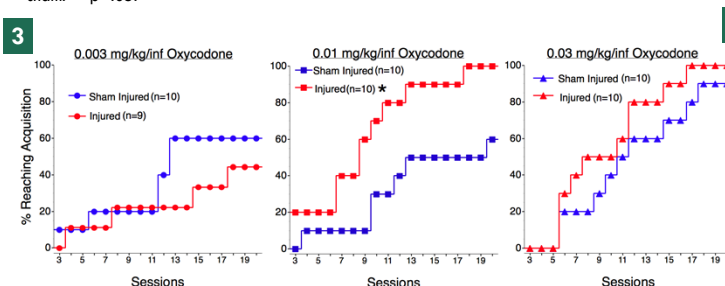 3
0.003 mg/kg/inf Oxycodone
100
80
60
40
20
0
% Reaching Acquisition
Sham Injured (n=10)
Injured (n=9)
3 5 7 9 11 13 15 17 19
Sessions
0.01 mg/kg/inf Oxycodone
100
80
60
40
20
0
Sham Injured (n=10)
Injured (n=10) *
3 5 7 9 11 13 15 17 19
Sessions
0.03 mg/kg/inf Oxycodone
100
80
60
40
20
0
Sham Injured (n=10)
Injured (n=10)
3 5 7 9 11 13 15 17 19
Sessions